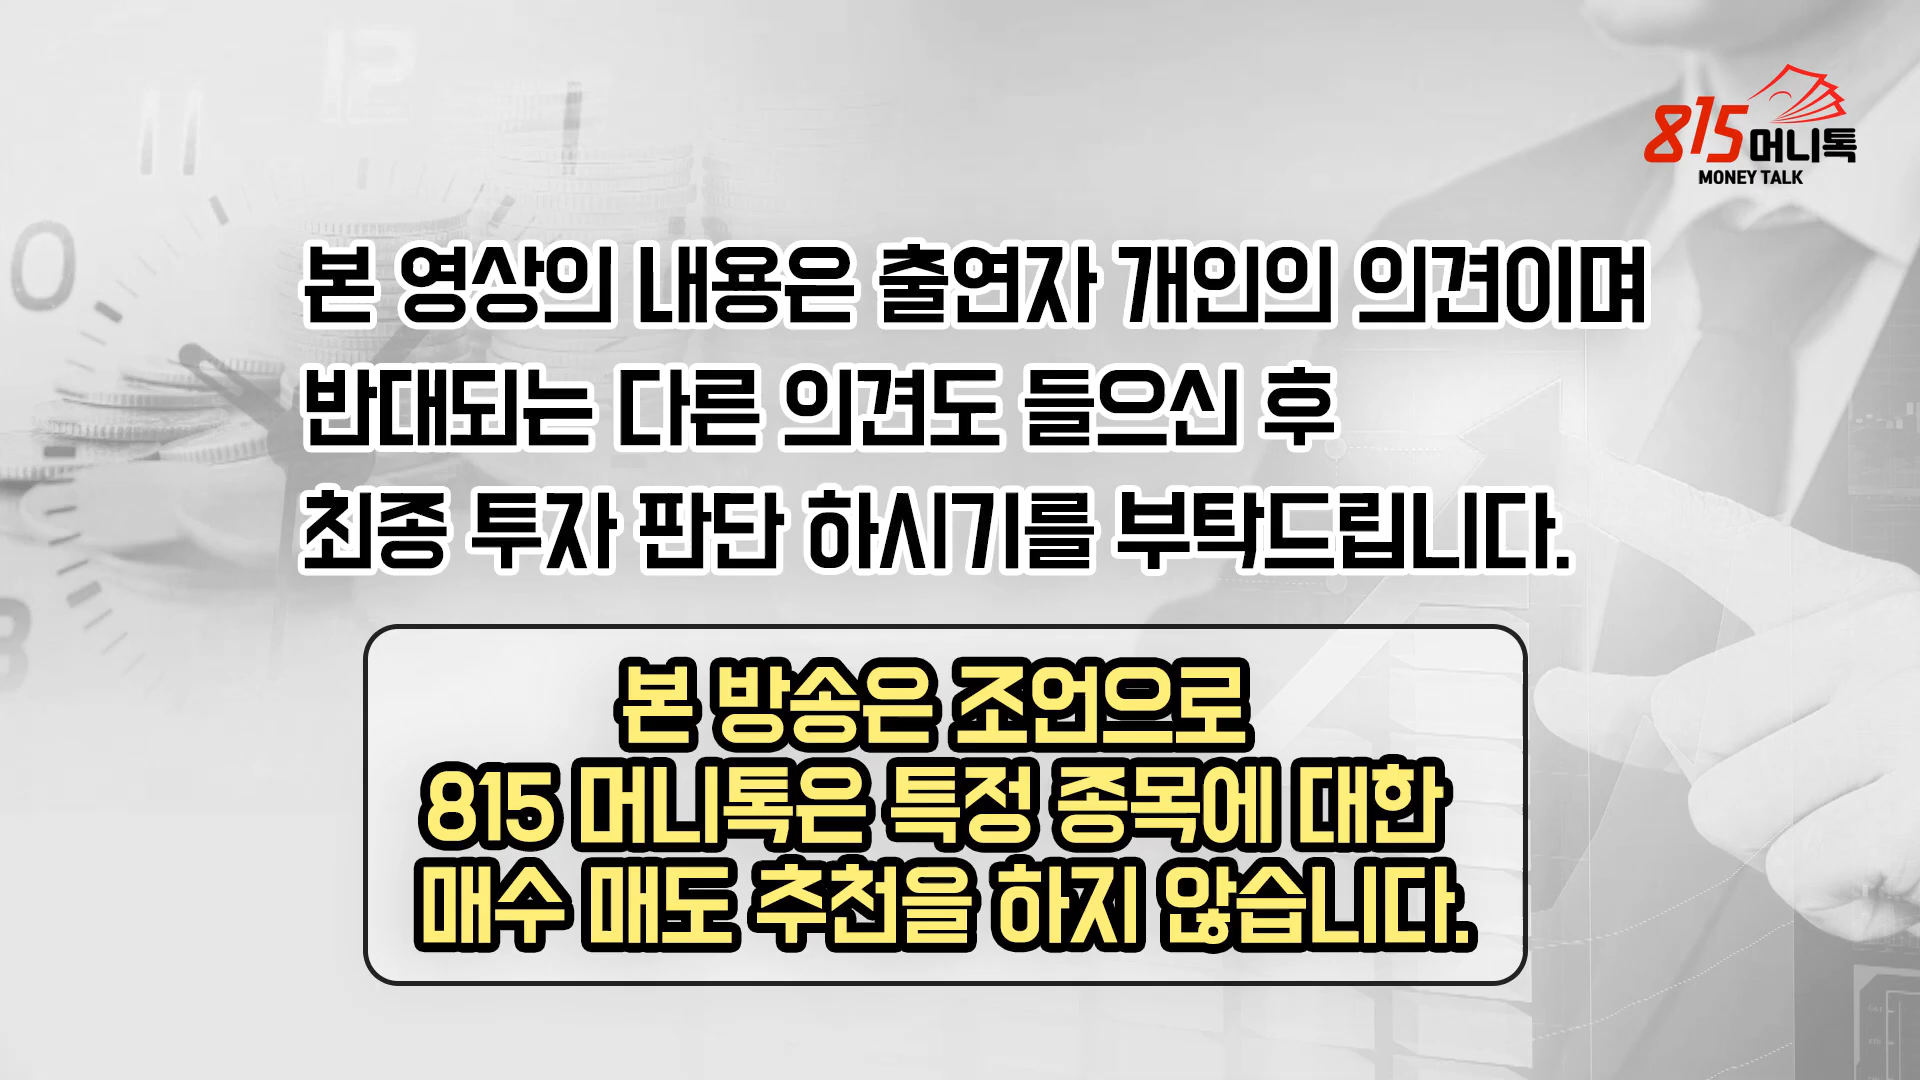 815머니톡
MONEY TALK
본 영상의 내용은 출연자 개인의 의견이며
반대되는 다른 의견도 들으신 후
최종 투자 판단 하시기를 부탁드립니다.
본 방송은 조언으로
815 머니톡은 특정 종목에 대한
매수 매도 추천을 하지 않습니다.
12
11
10
8